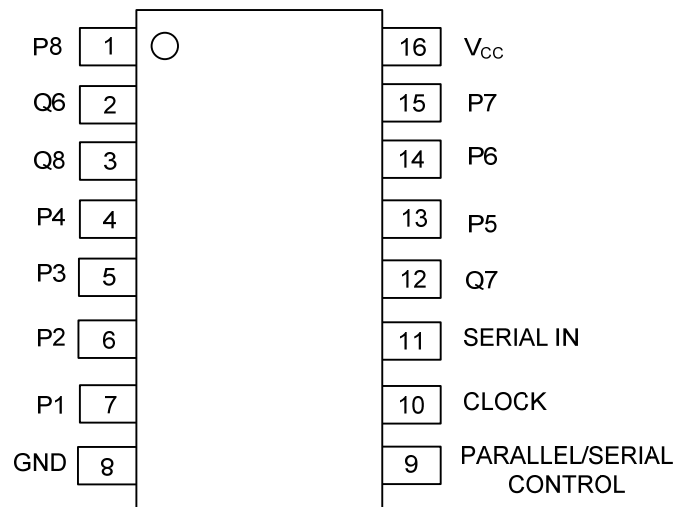 P8 1 16 VCC
Q6 2 15 P7
Q8 3 14 P6
P4 4 13 P5
P3 5 12 Q7
P2 6 11 SERIAL IN
P1 7 10 CLOCK
GND 8 9 PARALLEL/SERIAL
CONTROL